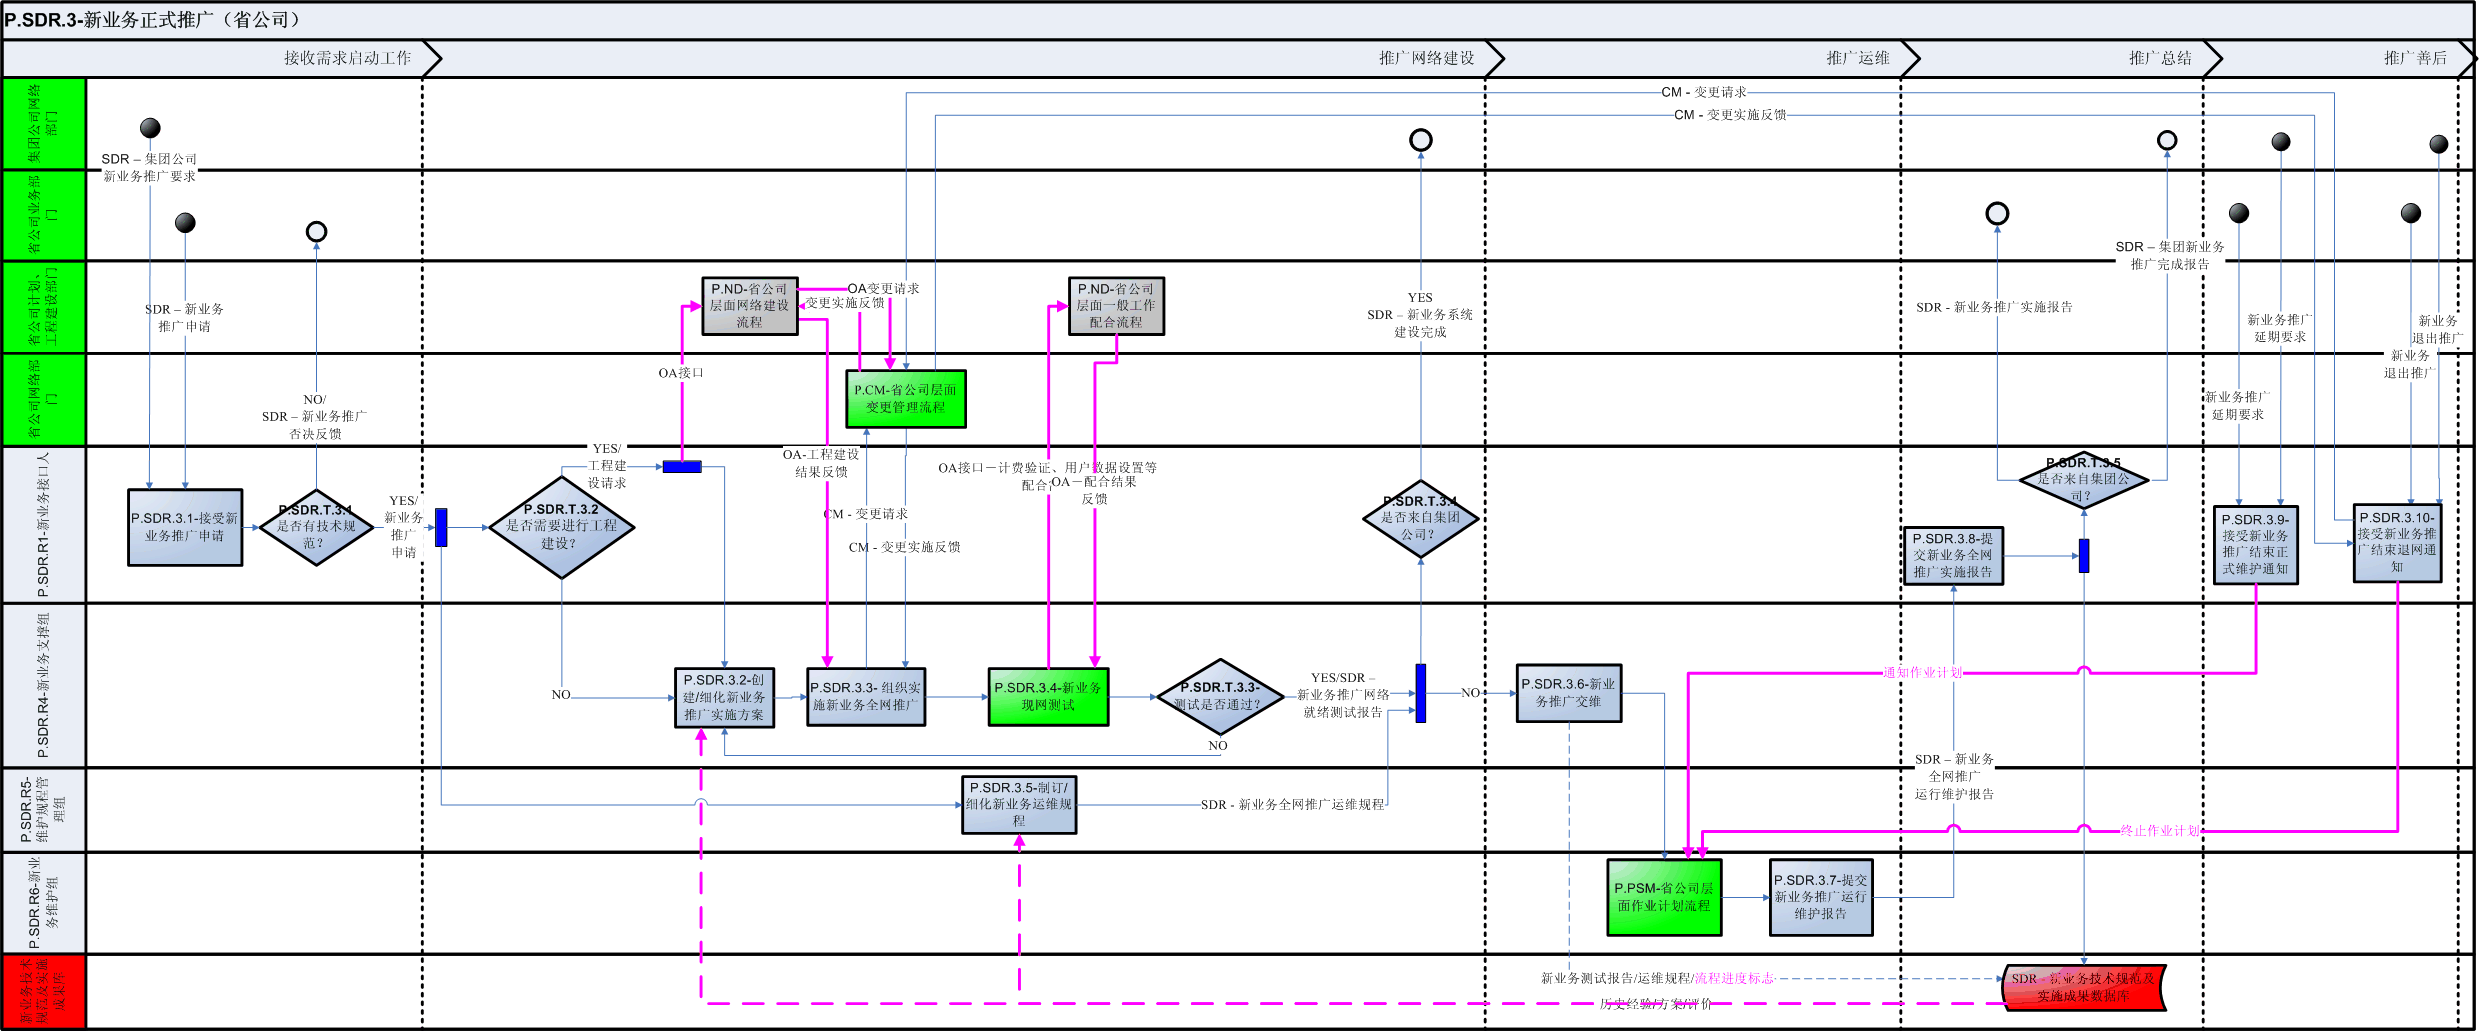 P.SDR.3-新业务正式推广（省公司）
接收需求启动工作
推广网络建设
推广运维
推广总结
推广善后
集团公司网络
部门
省公司业务部
门
省公司计划、
工程建设部门
省公司网络部
门
P.SDR.R1-新业务接口人
P.SDR.R4-新业务支撑组
P.SDR.R5-
维护规程管
理组
P.SDR.R6-新业
务维护组
新业务技术
规范及实施
成果库
SDR – 集团公司
新业务推广要求
SDR – 新业务
推广申请
NO/
SDR – 新业务推广
否决反馈
P.SDR.3.1-接受新
业务推广申请
P.SDR.T.3.1
是否有技术规
范?
YES/
新业务
推广
申请
P.SDR.T.3.2
是否需要进行工程
建设?
YES/
工程建
设请求
NO
OA接口
P.ND-省公司
层面网络建设
流程
OA变更请求
变更实施反馈
P.CM-省公司层面
变更管理流程
OA-工程建设
结果反馈
CM - 变更请求
CM - 变更实施反馈
CM - 变更请求
CM - 变更实施反馈
P.ND-省公司
层面一般工作
配合流程
OA接口－计费验证、用户数据设置等
配合
OA－配合结果
反馈
P.SDR.3.2-创
建/细化新业务
推广实施方案
P.SDR.3.3- 组织实
施新业务全网推广
P.SDR.3.4-新业务
现网测试
P.SDR.T.3.3-
测试是否通过?
NO
YES/SDR –
新业务推广网络
就绪测试报告
P.SDR.3.5-制订/
细化新业务运维规
程
SDR - 新业务全网推广运维规程
YES
SDR – 新业务系统
建设完成
P.SDR.T.3.4
是否来自集团
公司?
NO
P.SDR.3.6-新业
务推广交维
P.PSM-省公司层
面作业计划流程
P.SDR.3.7-提交
新业务推广运行
维护报告
SDR – 新业务
全网推广
运行维护报告
P.SDR.3.8-提
交新业务全网
推广实施报告
SDR - 新业务推广实施报告
SDR – 集团新业务
推广完成报告
P.SDR.T.3.5
是否来自集团公
司?
新业务推广
延期要求
新业务推广
延期要求
新业务
退出推广
新业务
退出推广
P.SDR.3.9-
接受新业务
推广结束正
式维护通知
P.SDR.3.10-
接受新业务推
广结束退网通
知
通知作业计划
终止作业计划
新业务测试报告/运维规程/流程进度标志
历史经验/方案/评价
SDR - 新业务技术规范及
实施成果数据库